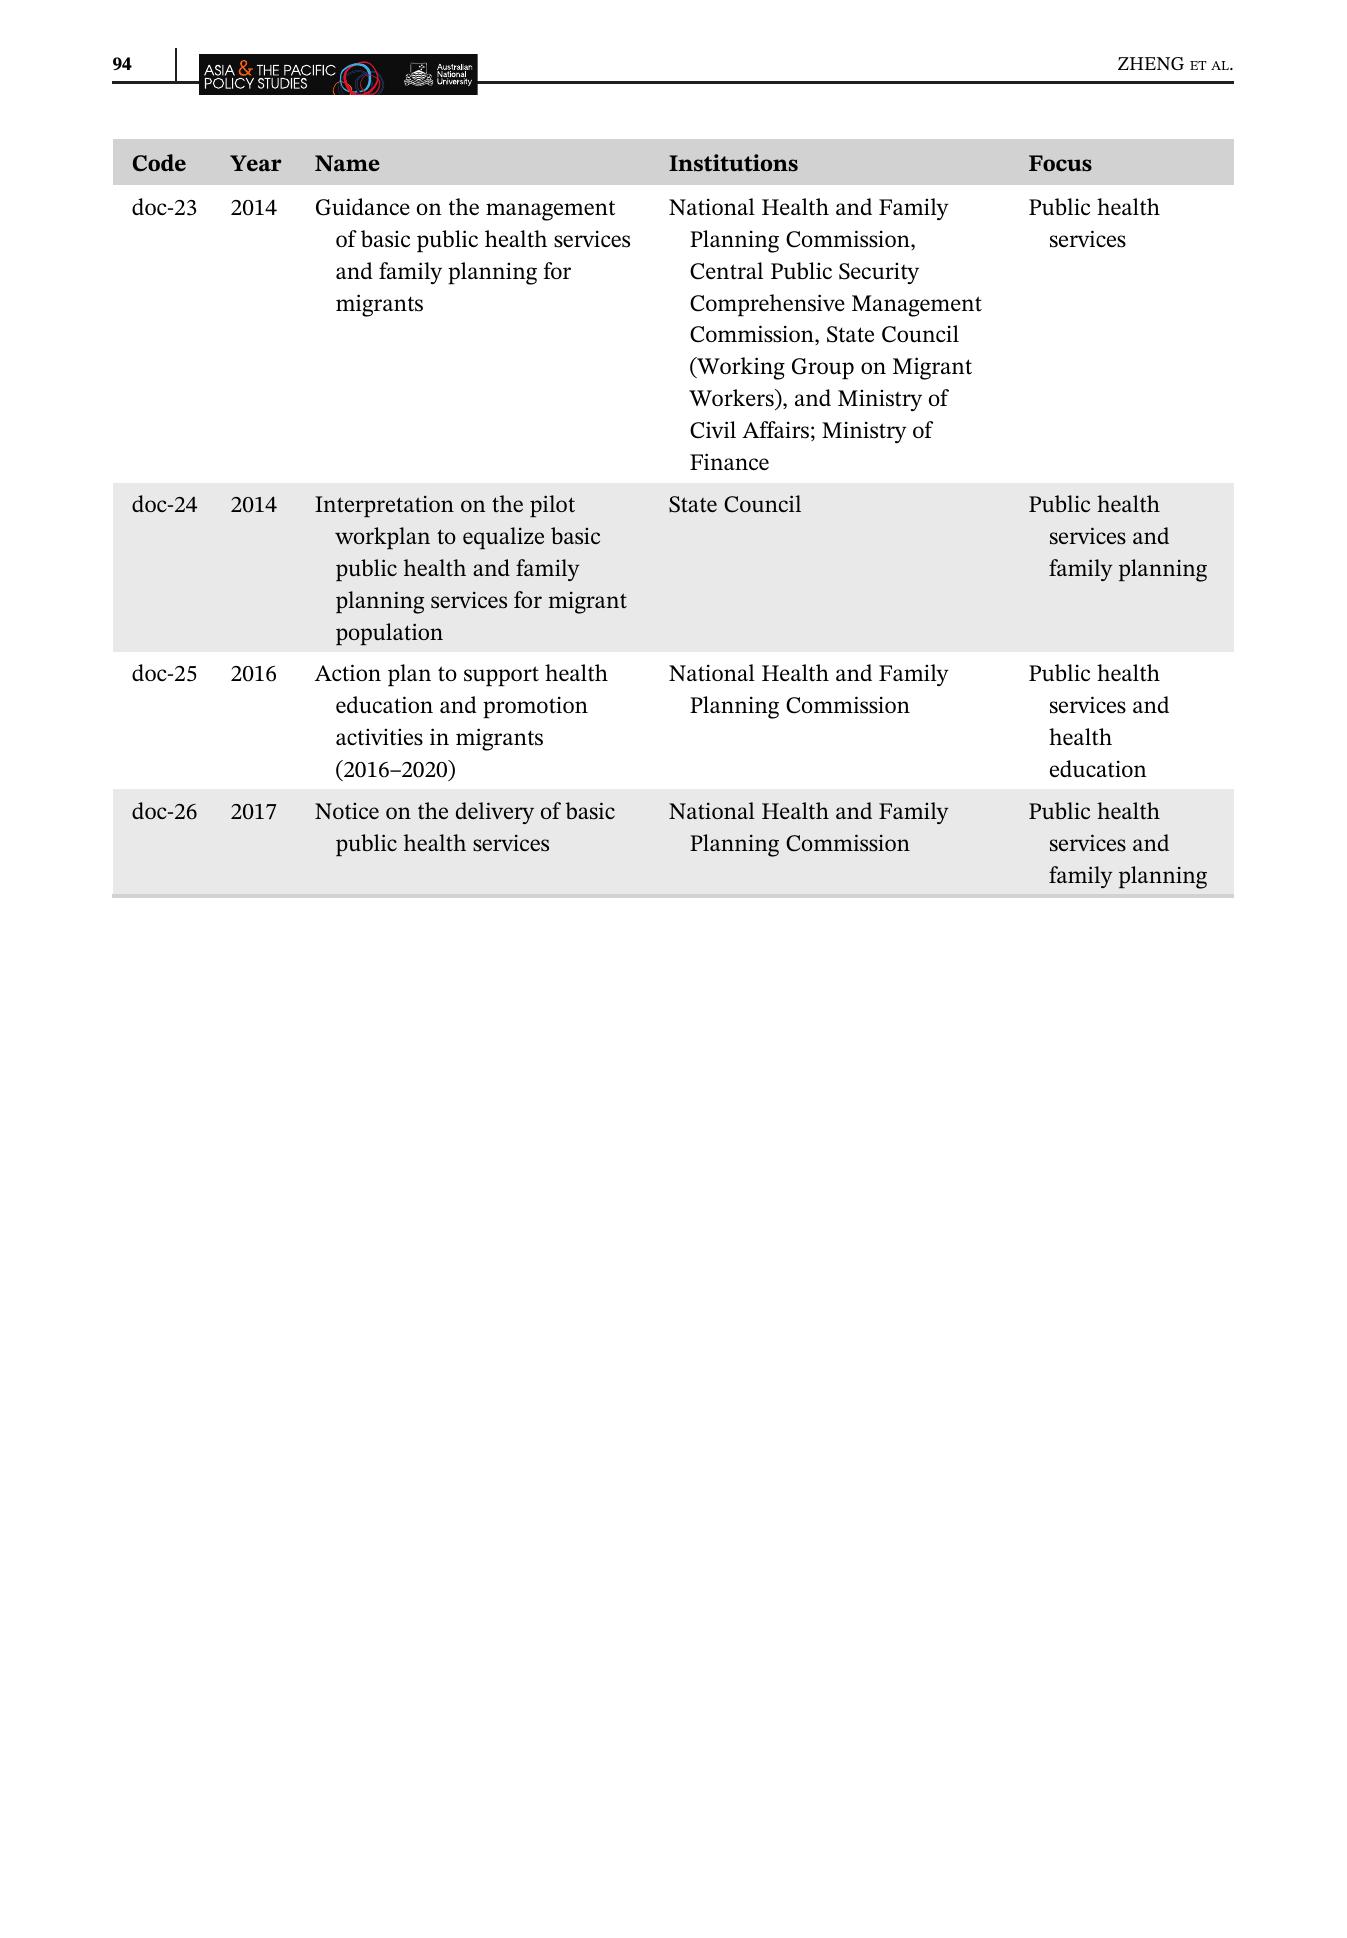 94
ASIA & THE PACIFIC
POLICY STUDIES
Australian
National
University
ZHENG ET AL.
Code Year Name Institutions Focus
doc-23 2014 Guidance on the management National Health and Family Public health
of basic public health services Planning Commission, services
and family planning for Central Public Security
migrants Comprehensive Management
Commission, State Council
(Working Group on Migrant
Workers), and Ministry of
Civil Affairs; Ministry of
Finance
doc-24 2014 Interpretation on the pilot State Council Public health
workplan to equalize basic services and
public health and family family planning
planning services for migrant
population
doc-25 2016 Action plan to support health National Health and Family Public health
education and promotion Planning Commission services and
activities in migrants health
(2016–2020) education
doc-26 2017 Notice on the delivery of basic National Health and Family Public health
public health services Planning Commission services and
family planning